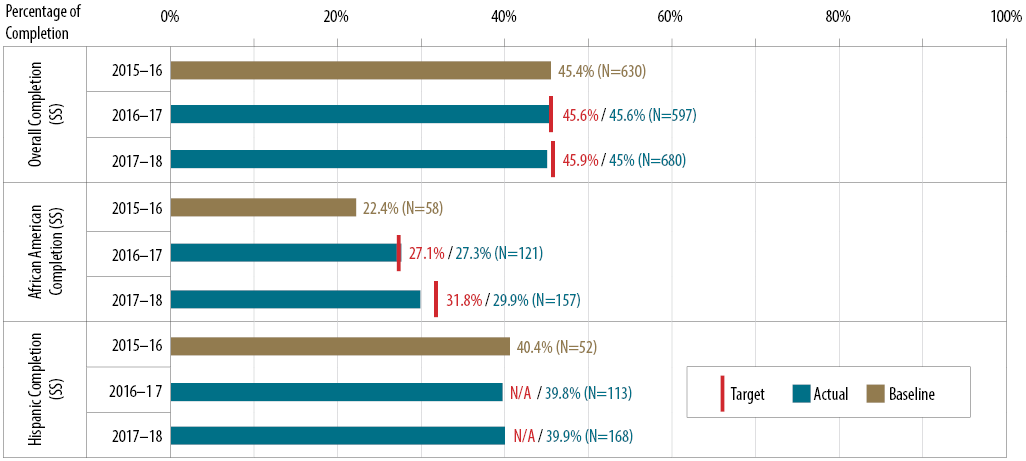 Percentage of Completion
0% 20% 40% 60% 80% 100%
Overall Completion (SS)
2015–16 45.4% (N=630)
2016–17 45.6% / 45.6% (N=597)
2017–18 45.9% / 45% (N=680)
African American Completion (SS)
2015–16 22.4% (N=58)
2016–17 27.1% / 27.3% (N=121)
2017–18 31.8% / 29.9% (N=157)
Hispanic Completion (SS)
2015–16 40.4% (N=52)
2016–17 N/A / 39.8% (N=113)
2017–18 N/A / 39.9% (N=168)
Target Actual Baseline